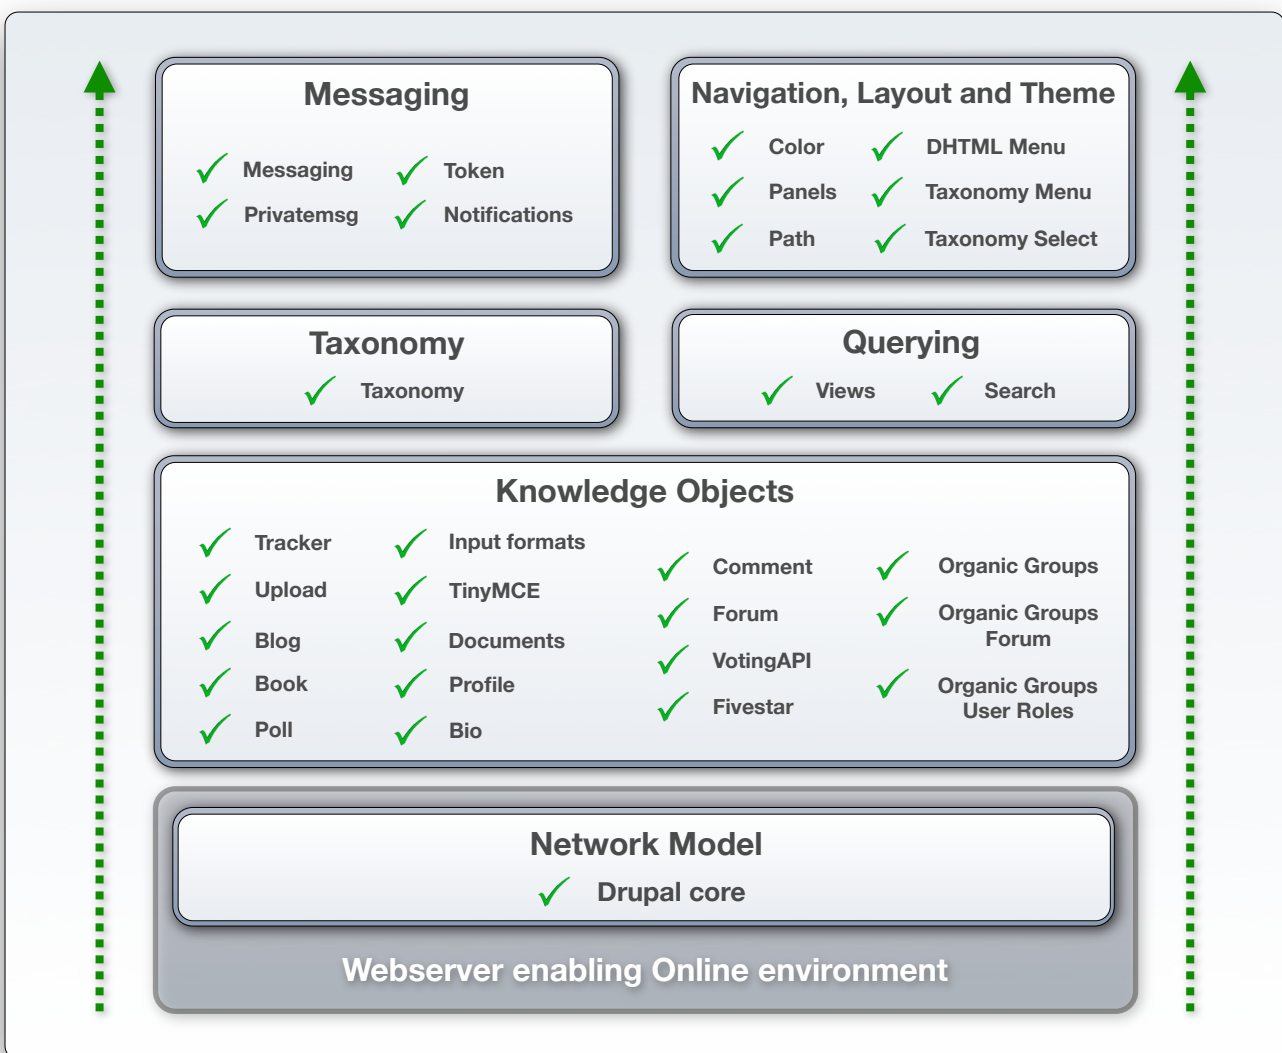 Messaging
Messaging
Token
Privatemsg
Notifications
Navigation, Layout and Theme
Color
DHTML Menu
Panels
Taxonomy Menu
Path
Taxonomy Select
Taxonomy
Taxonomy
Querying
Views
Search
Knowledge Objects
Tracker
Upload
Blog
Book
Poll
Input formats
TinyMCE
Documents
Profile
Bio
Comment
Forum
VotingAPI
Fivestar
Organic Groups
Organic Groups
Forum
Organic Groups
User Roles
Network Model
Drupal core
Webserver enabling Online environment